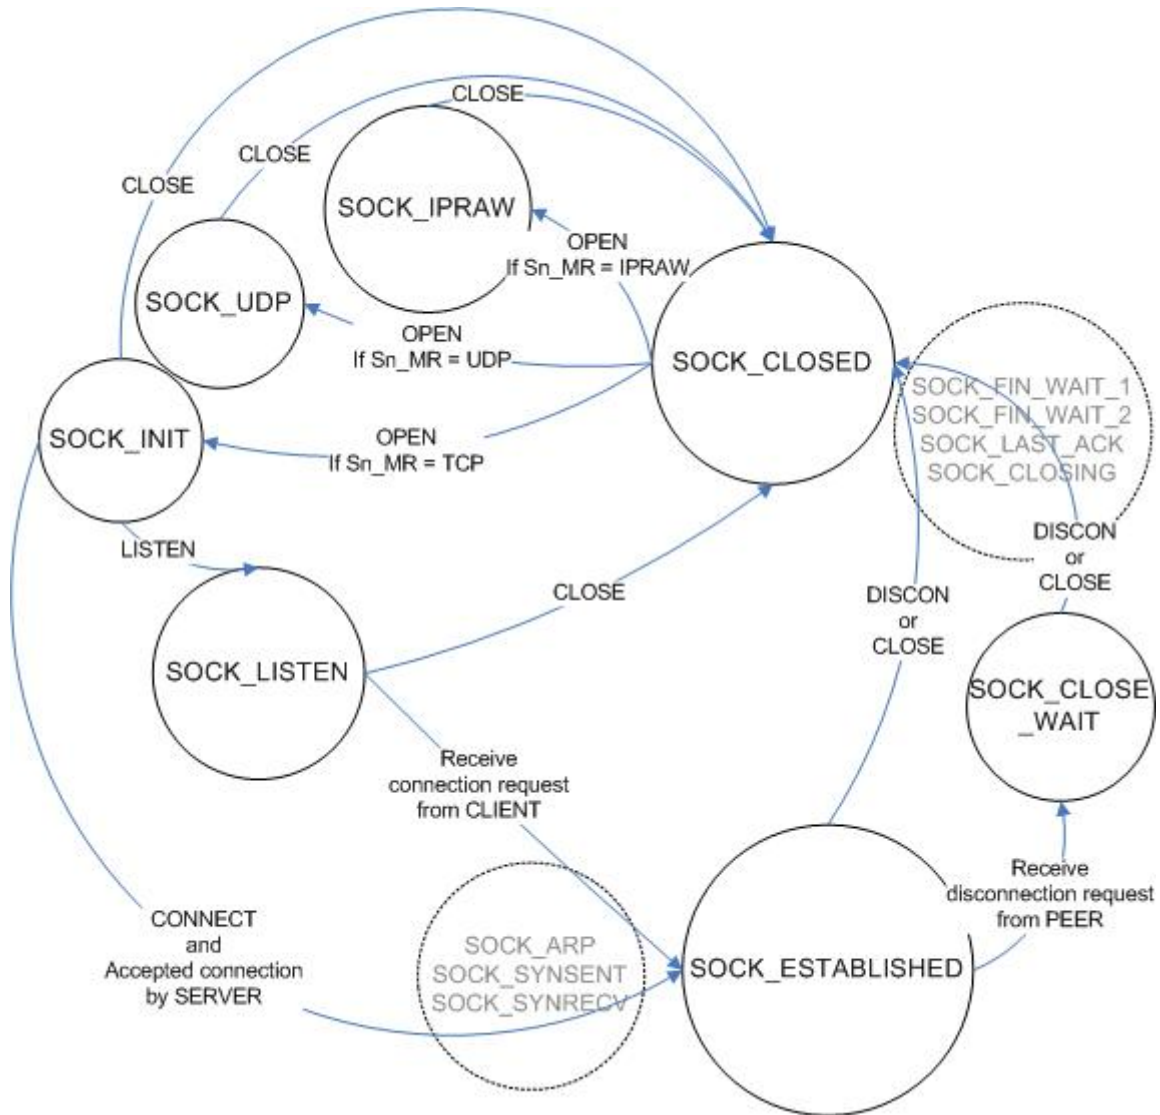 CLOSE
CLOSE
CLOSE
SOCK_IPRAW
OPEN
If Sn_MR = IPRAW
SOCK_UDP
OPEN
If Sn_MR = UDP
SOCK_CLOSED
SOCK_FIN_WAIT_1
SOCK_FIN_WAIT_2
SOCK_LAST_ACK
SOCK_CLOSING
SOCK_INIT
OPEN
If Sn_MR = TCP
LISTEN
DISCON
or
CLOSE
CLOSE
DISCON
or
CLOSE
SOCK_LISTEN
SOCK_CLOSE
_WAIT
Receive
connection request
from CLIENT
Receive
disconnection request
from PEER
CONNECT
and
Accepted connection
by SERVER
SOCK_ARP
SOCK_SYNSENT
SOCK_SYNRECV
SOCK_ESTABLISHED